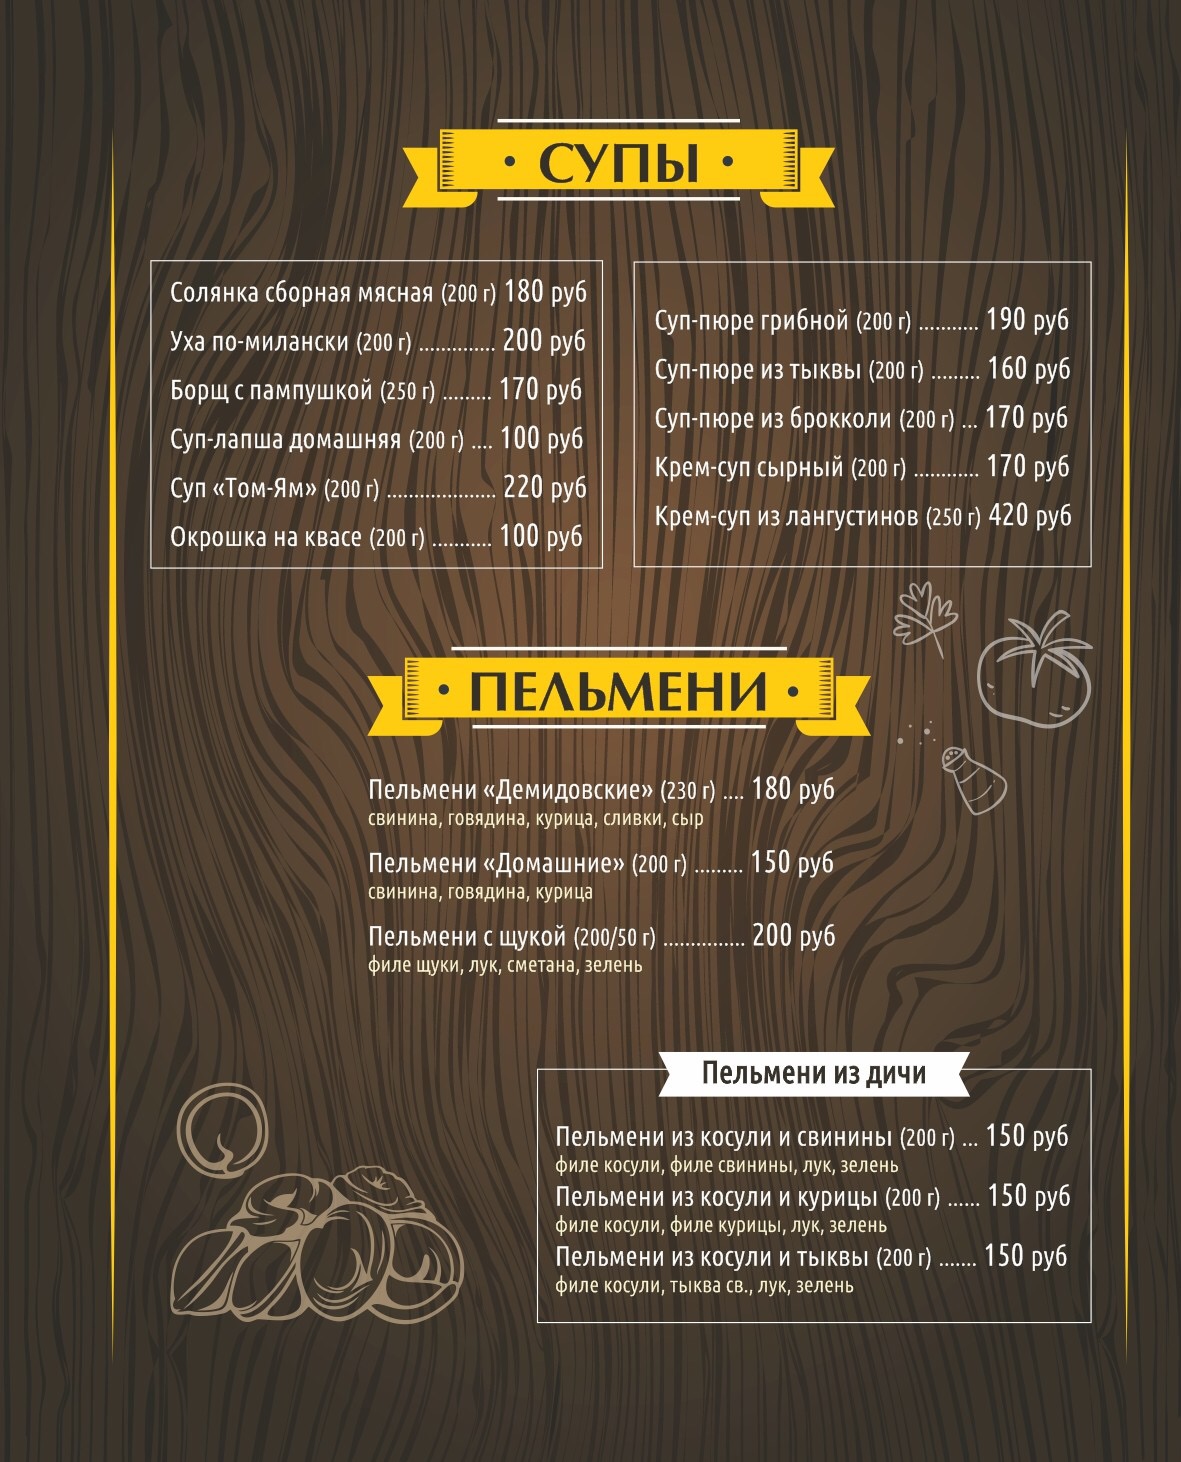 • СУПЫ •
Солянка сборная мясная (200 г) 180 руб
Уха по-милански (200 г) ............. 200 руб
Борщ с пампушкой (250 г) ......... 170 руб
Суп-лапша домашняя (200 г) .... 100 руб
Суп «Том-Ям» (200 г) .................... 220 руб
Окрошка на квасе (200 г) ........... 100 руб
Суп-пюре грибной (200 г) ........... 190 руб
Суп-пюре из тыквы (200 г) ......... 160 руб
Суп-пюре из брокколи (200 г) ... 170 руб
Крем-суп сырный (200 г) ............ 170 руб
Крем-суп из лангустинов (250 г) 420 руб
• ПЕЛЬМЕНИ •
Пельмени «Демидовские» (230 г) .... 180 руб
свинина, говядина, курица, сливки, сыр
Пельмени «Домашние» (200 г) ......... 150 руб
свинина, говядина, курица
Пельмени с щукой (200/50 г) ............... 200 руб
филе щуки, лук, сметана, зелень
Пельмени из дичи
Пельмени из косули и свинины (200 г) ... 150 руб
филе косули, филе свинины, лук, зелень
Пельмени из косули и курицы (200 г) ...... 150 руб
филе косули, филе курицы, лук, зелень
Пельмени из косули и тыквы (200 г) ....... 150 руб
филе косули, тыква св., лук, зелень